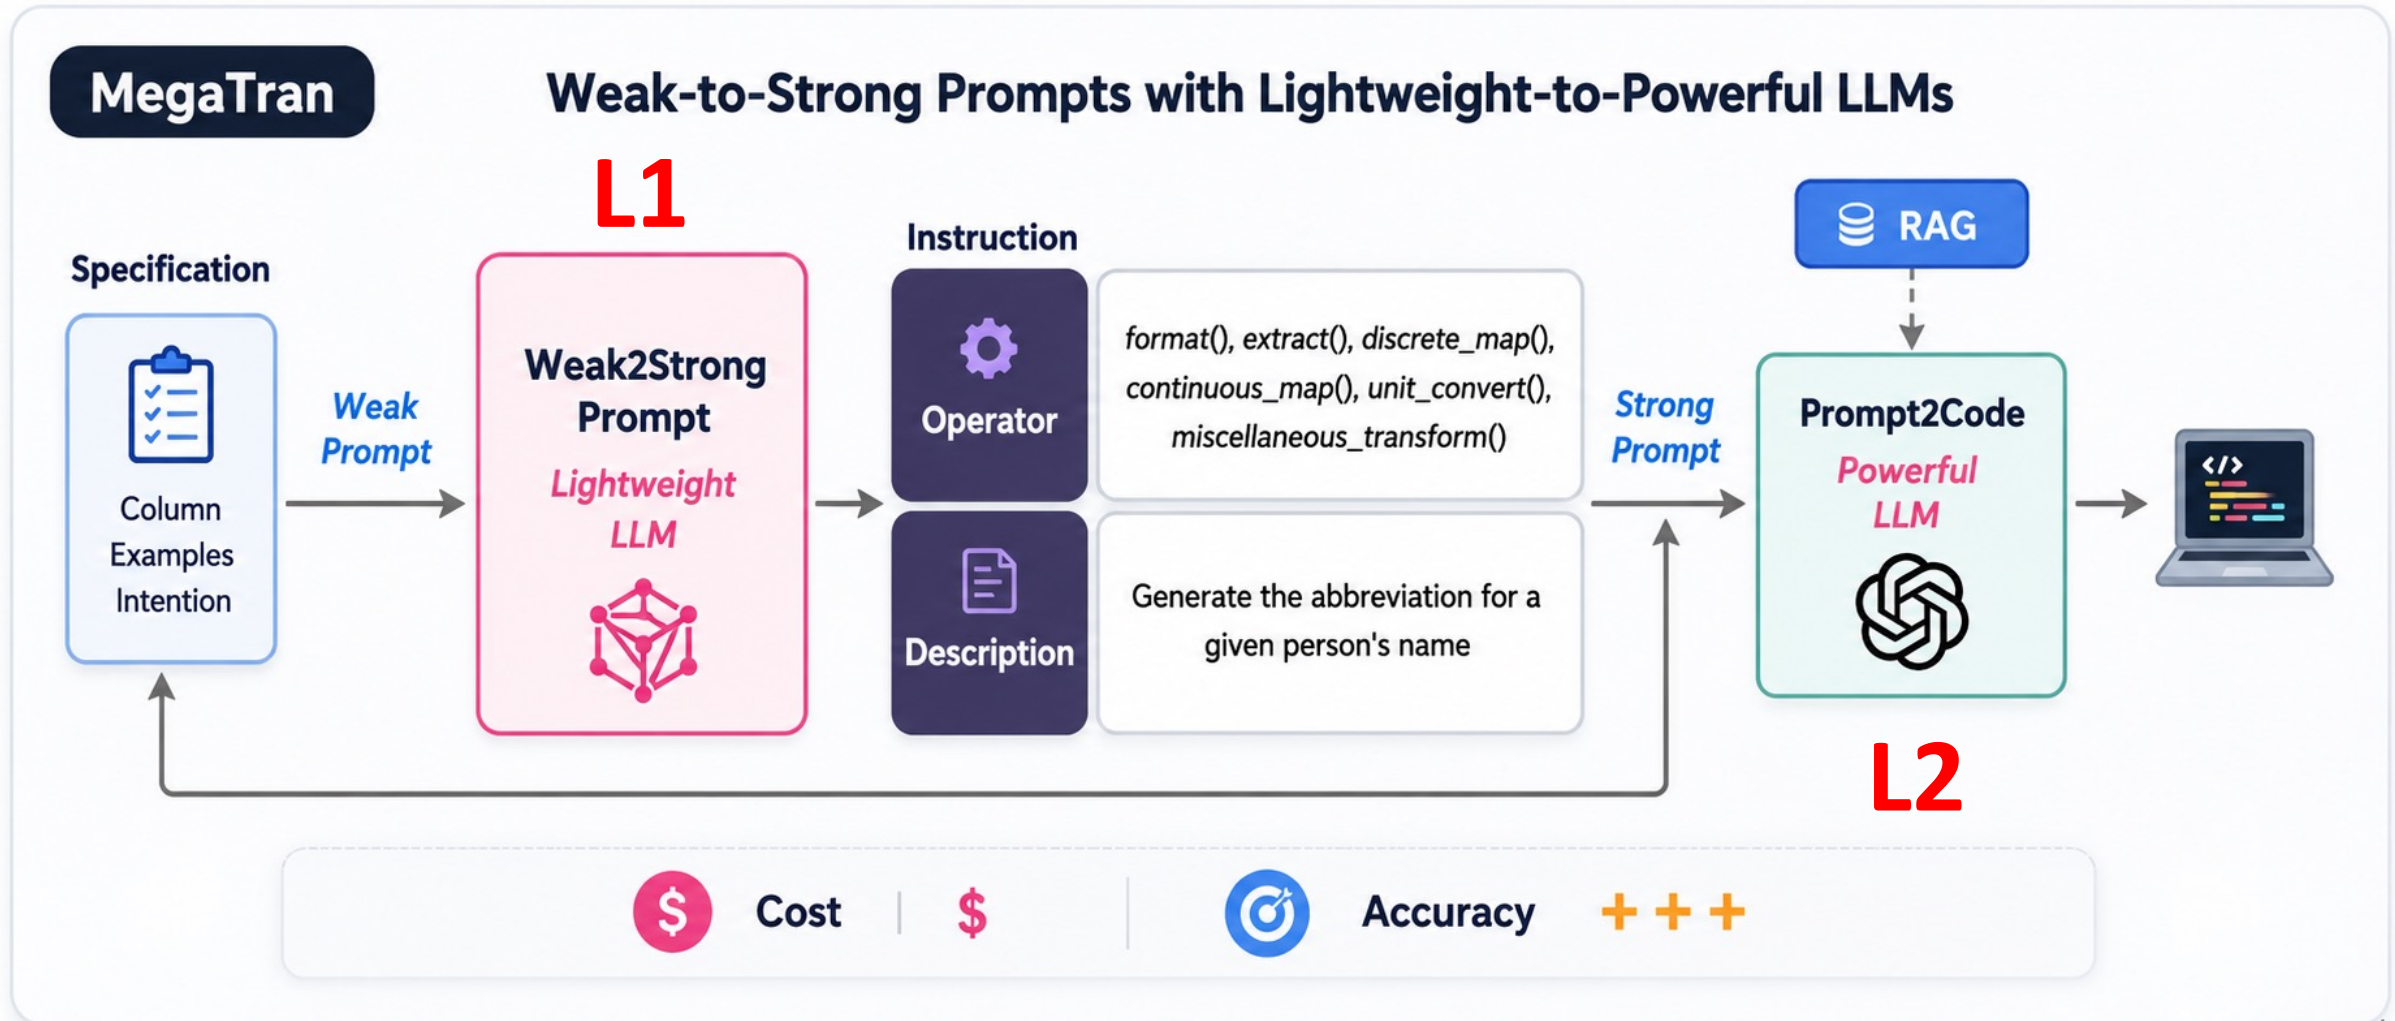 MegaTran
Weak-to-Strong Prompts with Lightweight-to-Powerful LLMs
L1
Specification
Column
Examples
Intention
Weak
Prompt
Weak2Strong
Prompt
Lightweight
LLM
Instruction
Operator
format(), extract(), discrete_map(),
continuous_map(), unit_convert(),
miscellaneous_transform()
Description
Generate the abbreviation for a
given person's name
Strong
Prompt
RAG
Prompt2Code
Powerful
LLM
</>
L2
$ Cost | $
Accuracy + + +